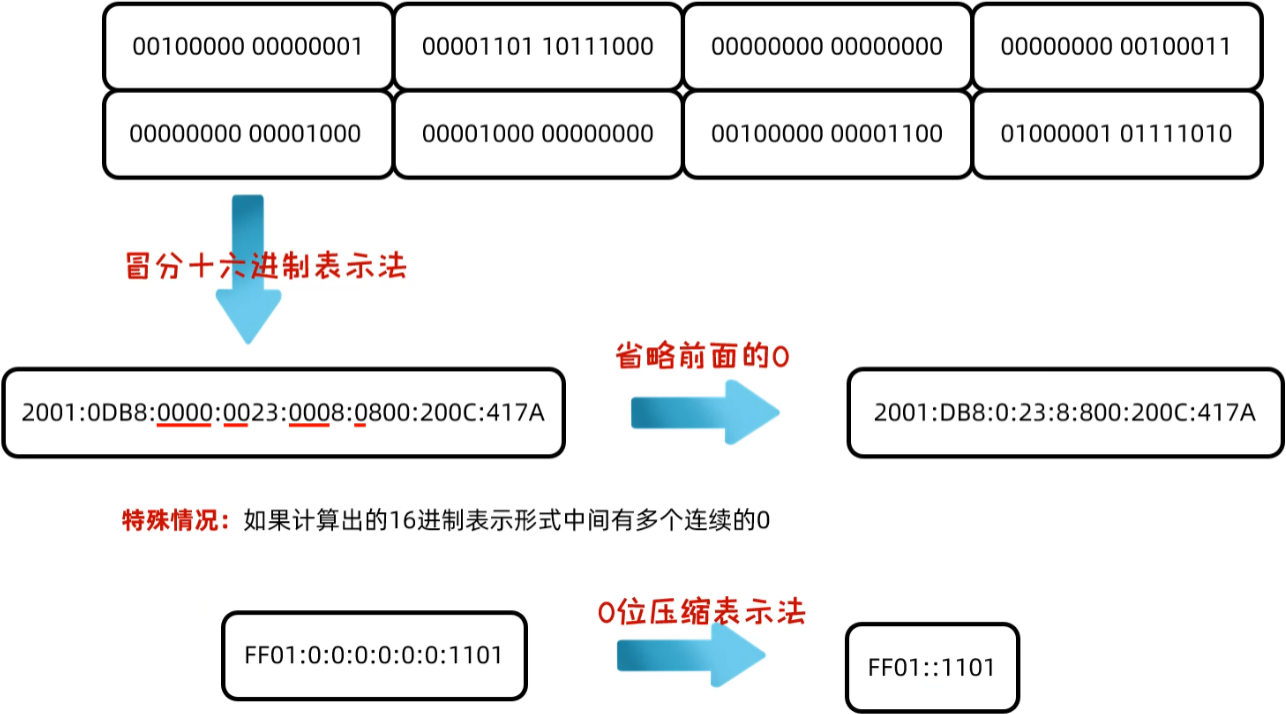 00100000 00000001 00001101 10111000 00000000 00000000 00000000 00100011
00000000 00001000 00001000 00000000 00100000 00001100 01000001 01111010
冒分十六进制表示法
省略前面的0
2001:0DB8:0000:0023:0008:0800:200C:417A
2001:DB8:0:23:8:800:200C:417A
特殊情况：如果计算出的16进制表示形式中间有多个连续的0
0位压缩表示法
FF01:0:0:0:0:0:0:1101
FF01::1101